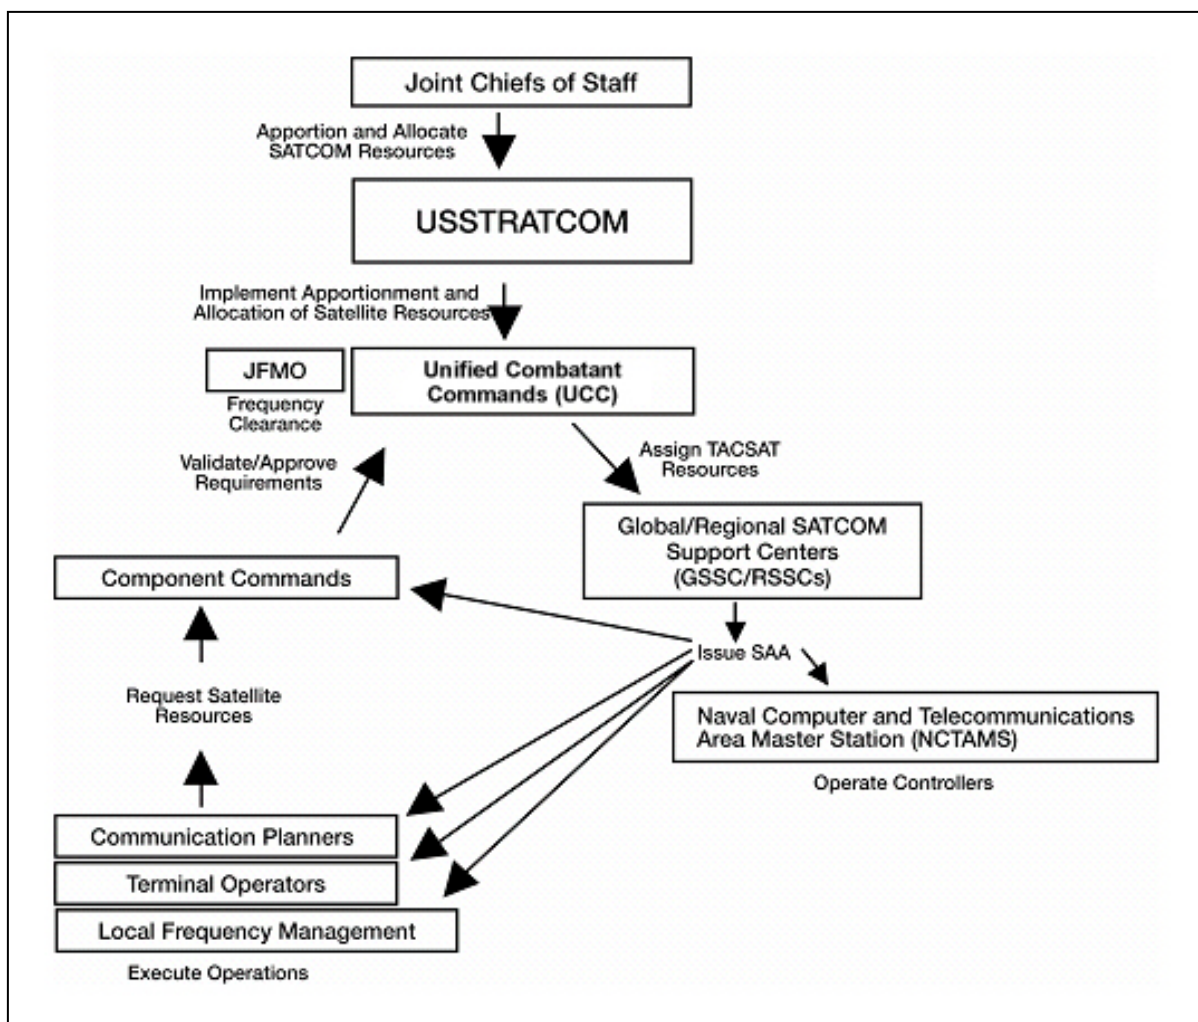 Joint Chiefs of Staff
Apportion and Allocate
SATCOM Resources
USSTRATCOM
Implement Apportionment and
Allocation of Satellite Resources
JFMO
Frequency
Clearance
Unified Combatant
Commands (UCC)
Validate/Approve
Requirements
Assign TACSAT
Resources
Global/Regional SATCOM
Support Centers
(GSSC/RSSCs)
Component Commands
Issue SAA
Request Satellite
Resources
Naval Computer and Telecommunications
Area Master Station (NCTAMS)
Operate Controllers
Communication Planners
Terminal Operators
Local Frequency Management
Execute Operations